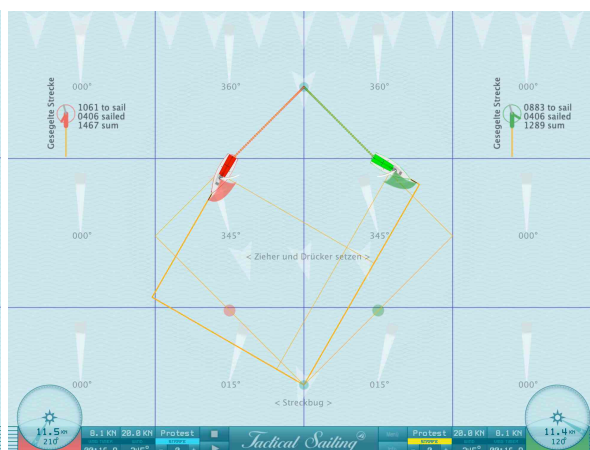 Gesegelte Strecke
1061 to sail
0406 sailed
1467 sum
000°
360°
360°
000°
Gesegelte Strecke
0883 to sail
0406 sailed
1289 sum
000°
345°
345°
000°
< Zieher und Drücker setzen >
000°
015°
015°
000°
< Streckbug >
11.5 KN
210°
8.1 KN
20.0 KN
Protest
Tactical Sailing
Protest
20.0 KN
8.1 KN
11.4 KN
120°